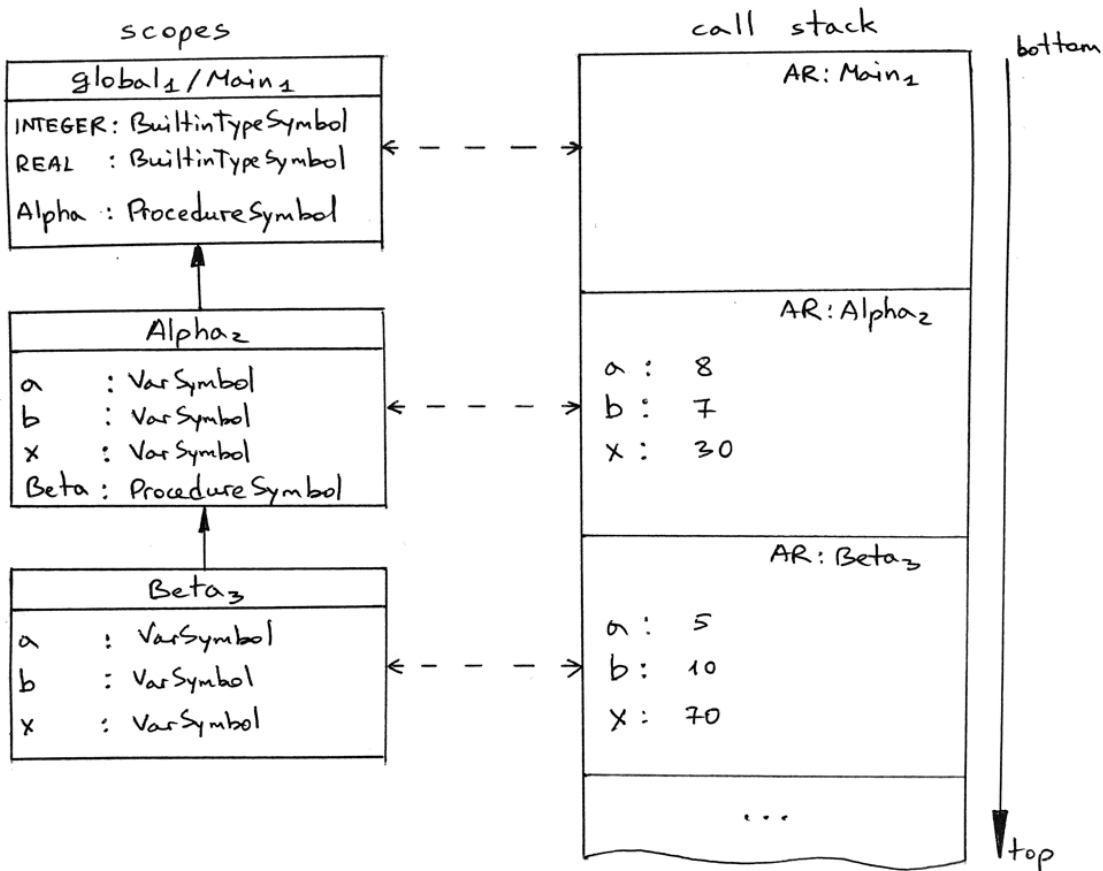 scopes
global1/Main1
INTEGER: BuiltinTypeSymbol
REAL : BuiltinTypeSymbol
Alpha : ProcedureSymbol
Alpha2
a : VarSymbol
b : VarSymbol
x : VarSymbol
Beta : ProcedureSymbol
Beta3
a : VarSymbol
b : VarSymbol
x : VarSymbol
call stack
bottom
AR: Main1
AR: Alpha2
a : 8
b : 7
x : 30
AR: Beta3
a : 5
b : 10
x : 70
...
top